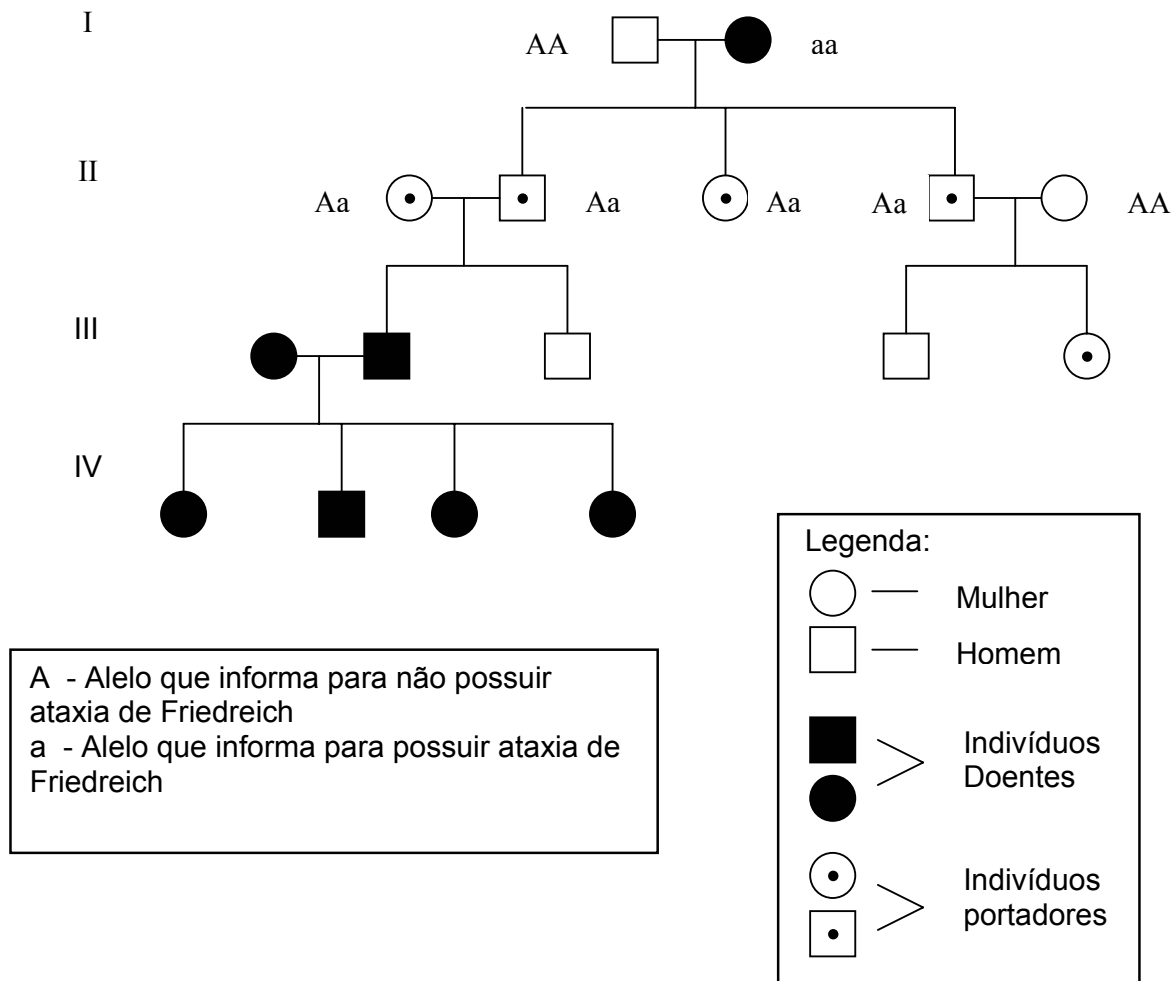 I
AA
aa
II
Aa
Aa
Aa
Aa
AA
III
IV
Legenda:
Mulher
Homem
Indivíduos
Doentes
Indivíduos
portadores
A - Alelo que informa para não possuir
ataxia de Friedreich
a - Alelo que informa para possuir ataxia de
Friedreich